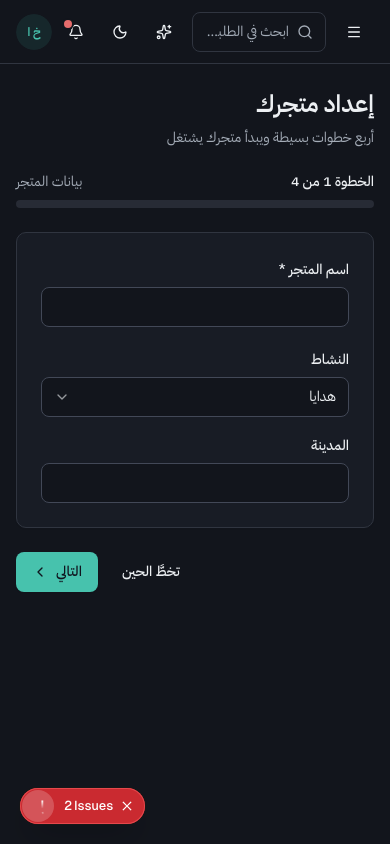 ابحث في الطلب...
خ ا
إعداد متجرك
أربع خطوات بسيطة ويبدأ متجرك يشتغل
الخطوة 1 من 4
بيانات المتجر
اسم المتجر *
النشاط
هدايا
المدينة
تخطَّ الحين
التالي
! 2 Issues